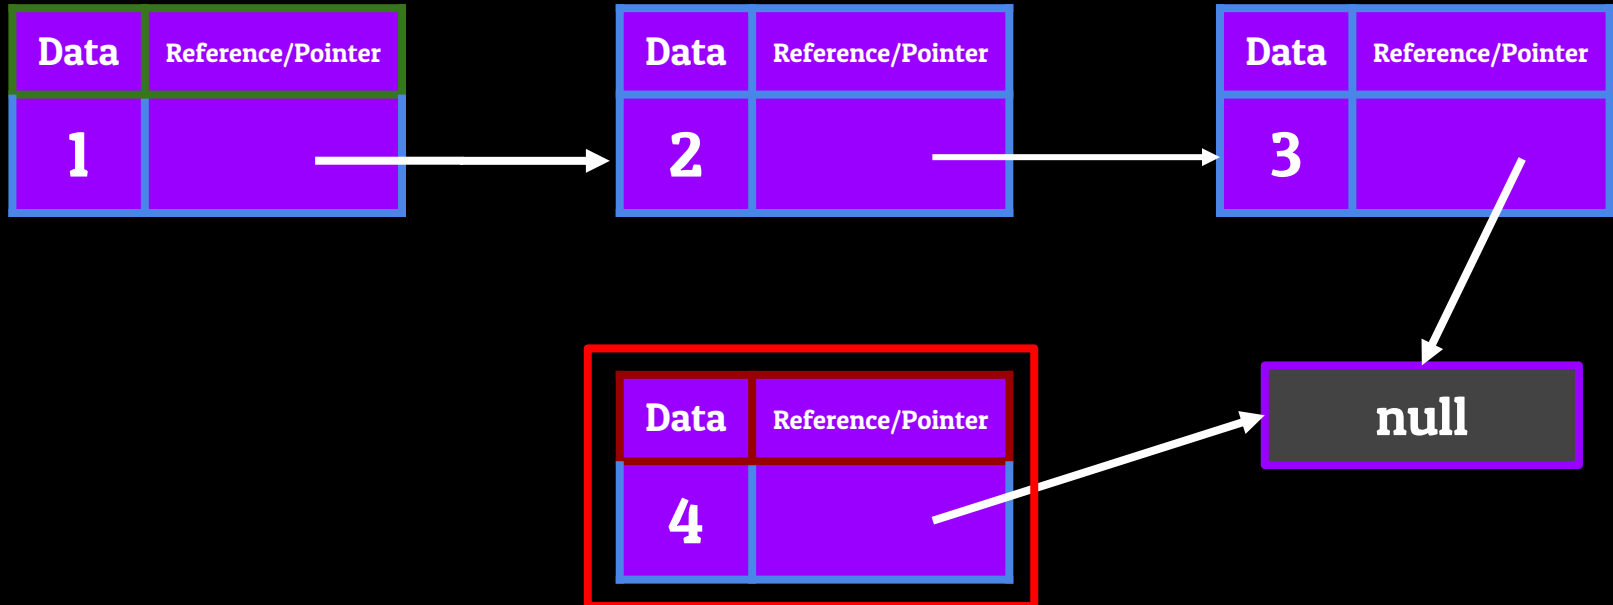 Data Reference/Pointer
1
Data Reference/Pointer
2
Data Reference/Pointer
3
Data Reference/Pointer
4
null